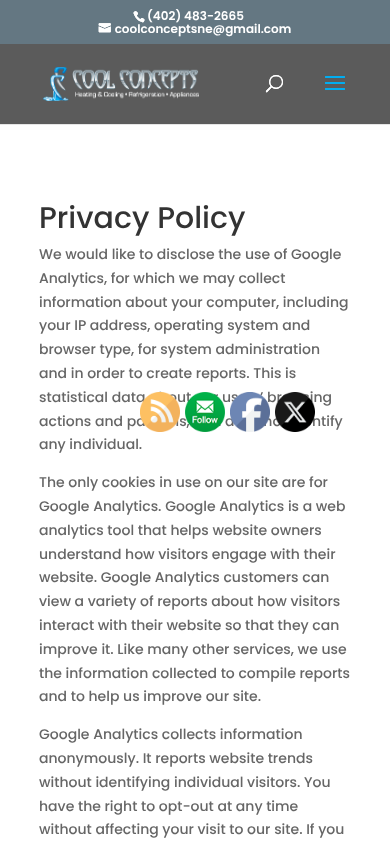 (402) 483-2665
coolconceptsne@gmail.com
COOL CONCEPTS
Heating & Cooling • Refrigeration • Appliances
Privacy Policy
We would like to disclose the use of Google
Analytics, for which we may collect
information about your computer, including
your IP address, operating system and
browser type, for system administration
and in order to create reports. This is
statistical data
actions and
any individual.
Follow
The only cookies in use on our site are for
Google Analytics. Google Analytics is a web
analytics tool that helps website owners
understand how visitors engage with their
website. Google Analytics customers can
view a variety of reports about how visitors
interact with their website so that they can
improve it. Like many other services, we use
the information collected to compile reports
and to help us improve our site.
Google Analytics collects information
anonymously. It reports website trends
without identifying individual visitors. You
have the right to opt-out at any time
without affecting your visit to our site. If you